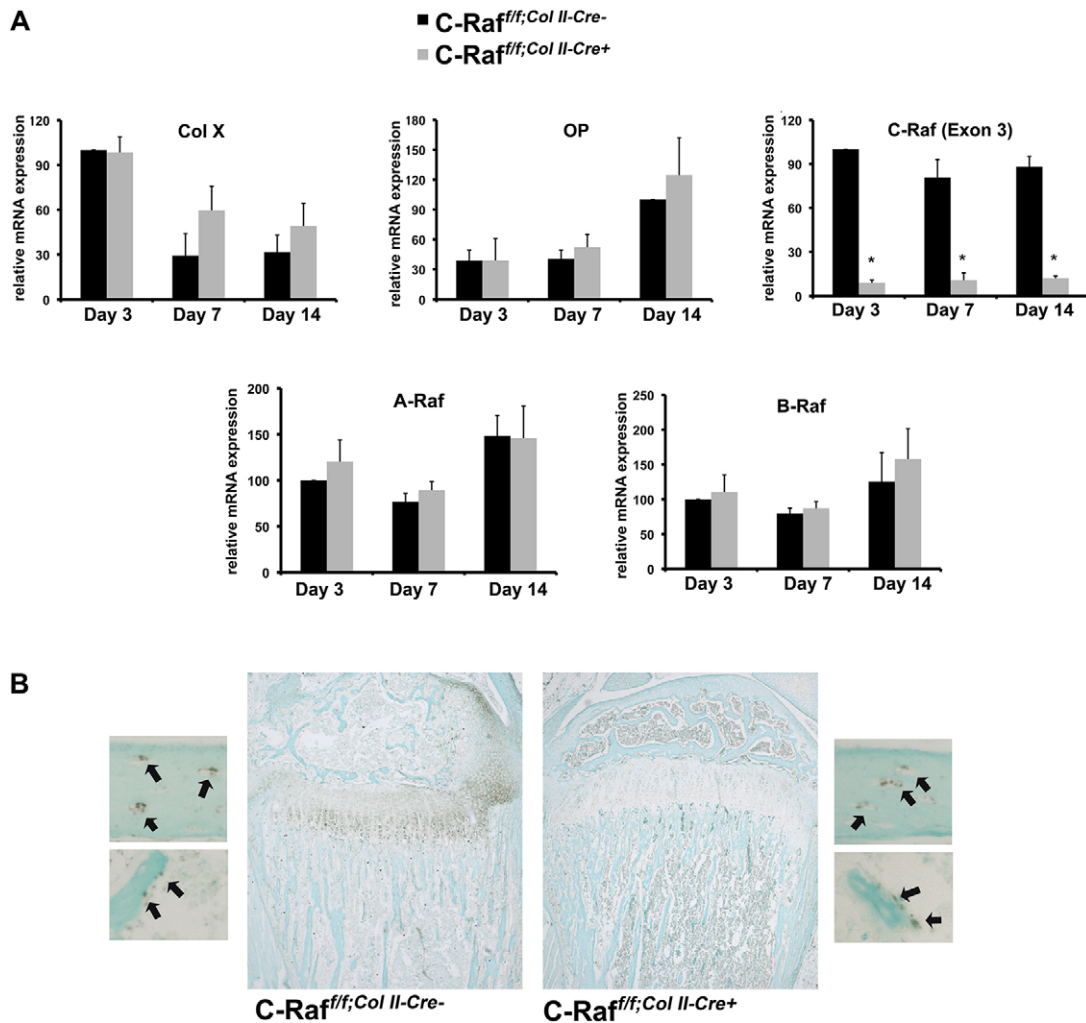 A
C-Raf f/f;Col II-Cre-
C-Raf f/f;Col II-Cre+
relative mRNA expression
120
90
60
30
0
Col X
Day 3 Day 7 Day 14
relative mRNA expression
180
150
120
90
60
30
0
OP
Day 3 Day 7 Day 14
relative mRNA expression
120
90
60
30
0
C-Raf (Exon 3)
* * *
Day 3 Day 7 Day 14
relative mRNA expression
200
150
100
50
0
A-Raf
Day 3 Day 7 Day 14
relative mRNA expression
250
200
150
100
50
0
B-Raf
Day 3 Day 7 Day 14
B
C-Raf f/f;Col II-Cre-
C-Raf f/f;Col II-Cre+